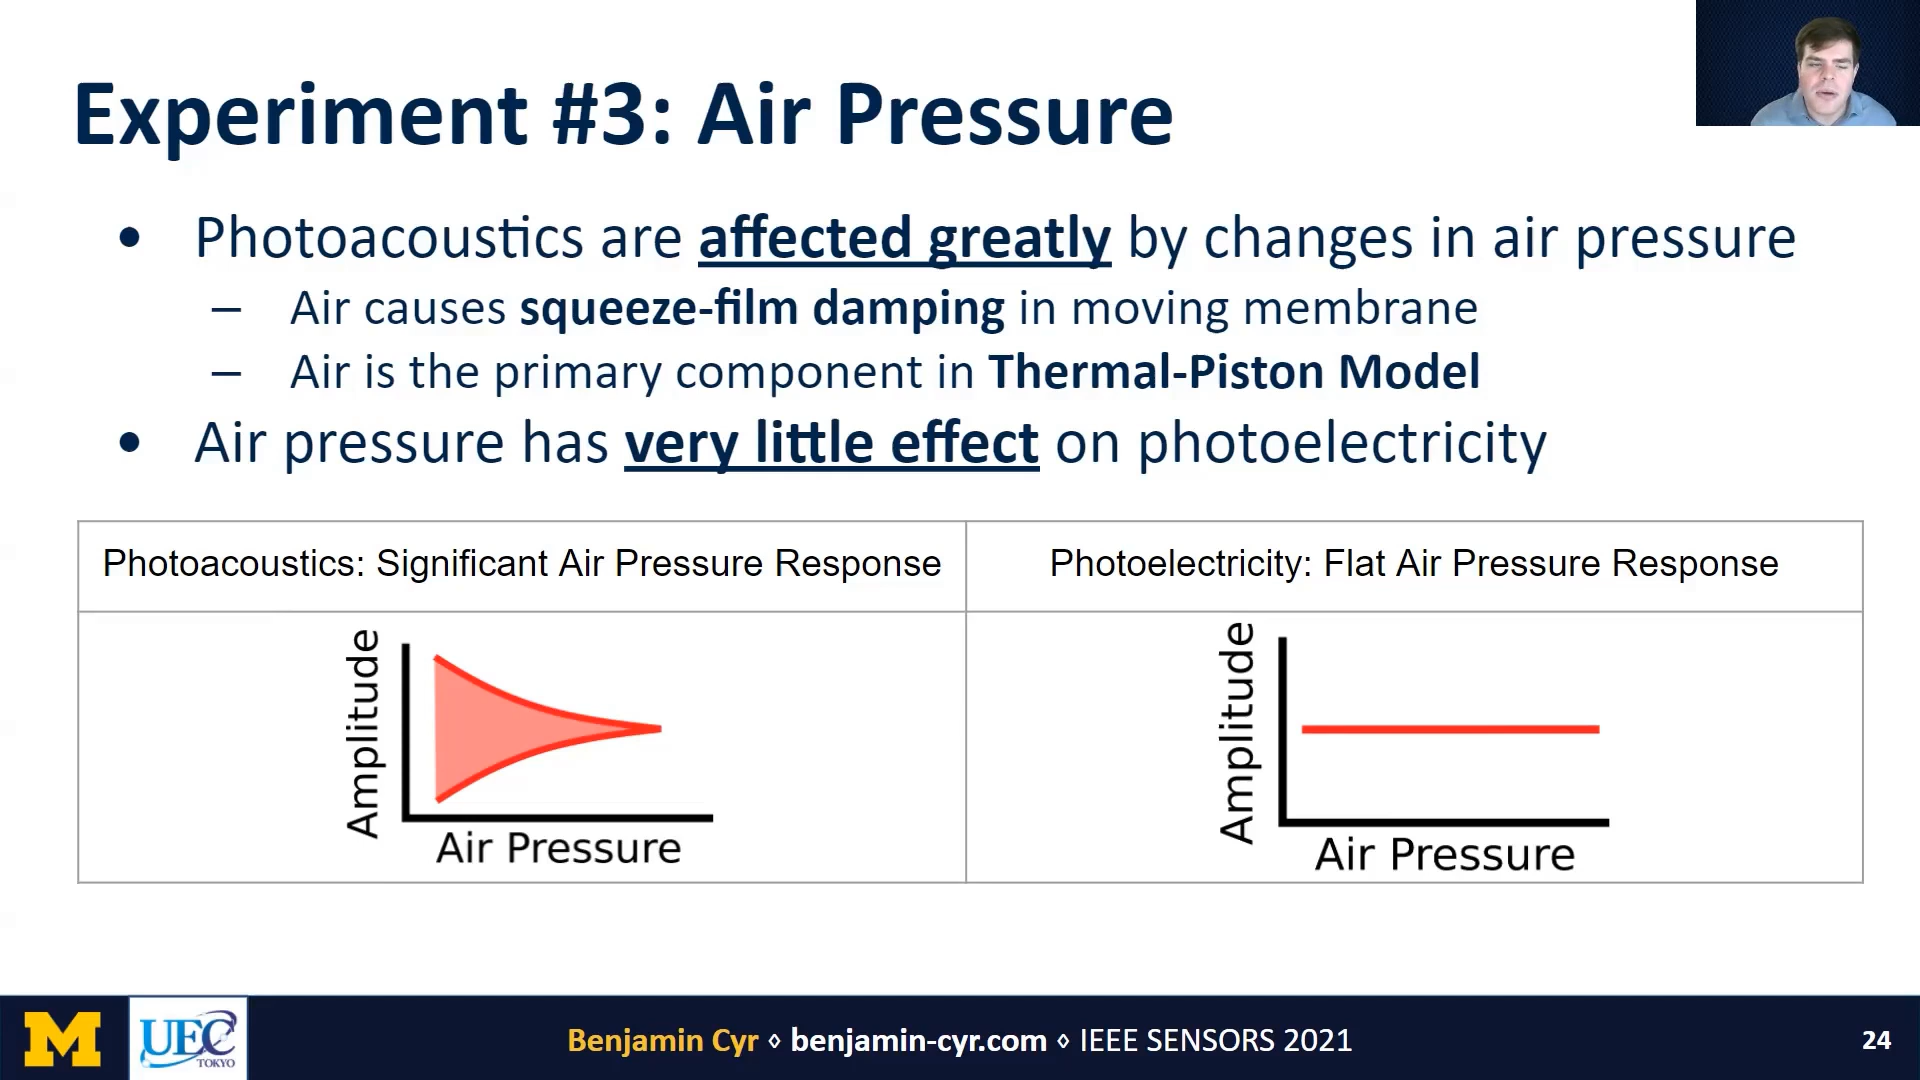 Experiment #3: Air Pressure
• Photoacoustics are affected greatly by changes in air pressure
– Air causes squeeze-film damping in moving membrane
– Air is the primary component in Thermal-Piston Model
• Air pressure has very little effect on photoelectricity
Photoacoustics: Significant Air Pressure Response
Photoelectricity: Flat Air Pressure Response
Amplitude
Air Pressure
Amplitude
Air Pressure
M
UEC
TOKYO
Benjamin Cyr ◊ benjamin-cyr.com ◊ IEEE SENSORS 2021
24